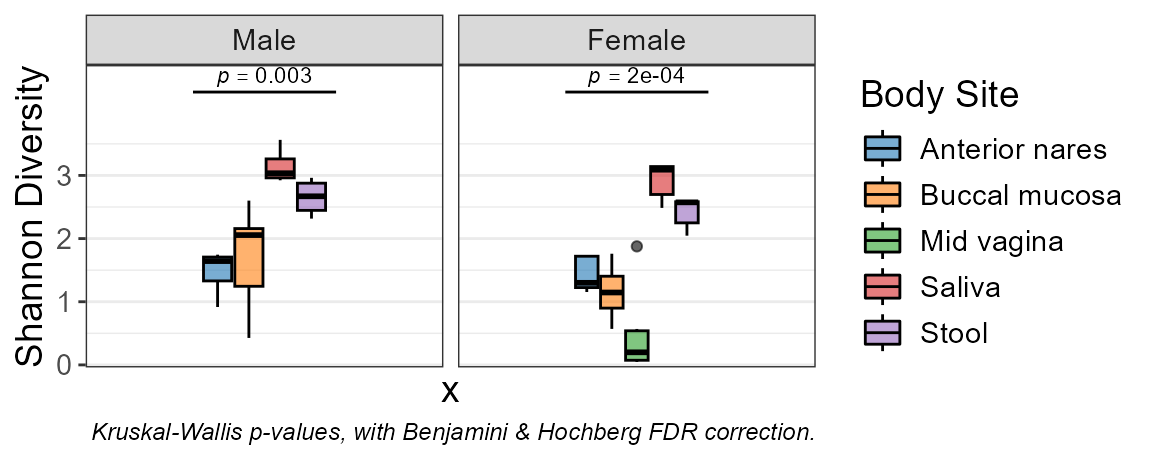 Male
Female
p = 0.003
p = 2e-04
Shannon Diversity
3
2
1
0
x
Kruskal-Wallis p-values, with Benjamini & Hochberg FDR correction.
Body Site
Anterior nares
Buccal mucosa
Mid vagina
Saliva
Stool